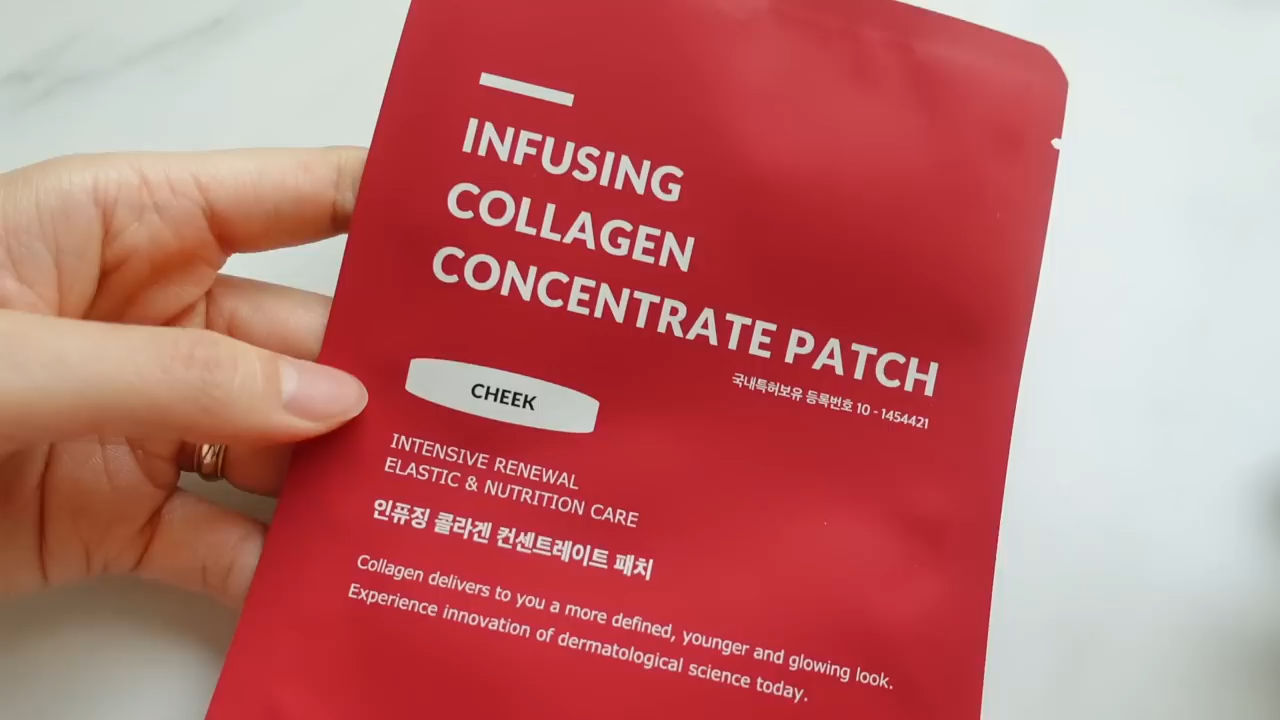 INFUSING
COLLAGEN
CONCENTRATE PATCH
국내특허보유 등록번호 10 - 1454421
CHEEK
INTENSIVE RENEWAL
ELASTIC & NUTRITION CARE
인퓨징 콜라겐 컨센트레이트 패치
Collagen delivers to you a more defined, younger and glowing look.
Experience innovation of dermatological science today.